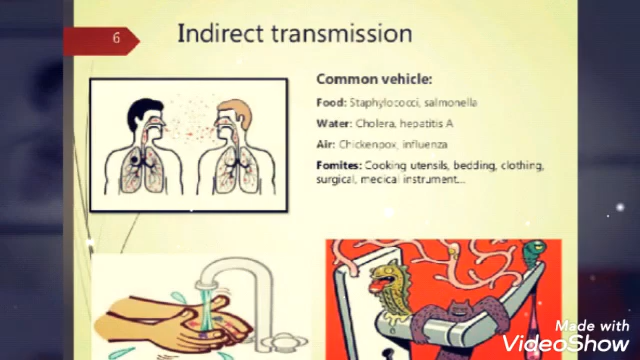 6
Indirect transmission
Common vehicle:
Food: Staphylococci, salmonella
Water: Cholera, hepatitis A
Air: Chickenpox, influenza
Fomites: Cooking utensils, bedding, clothing,
surgical, medical instrument...
Made with
VideoShow